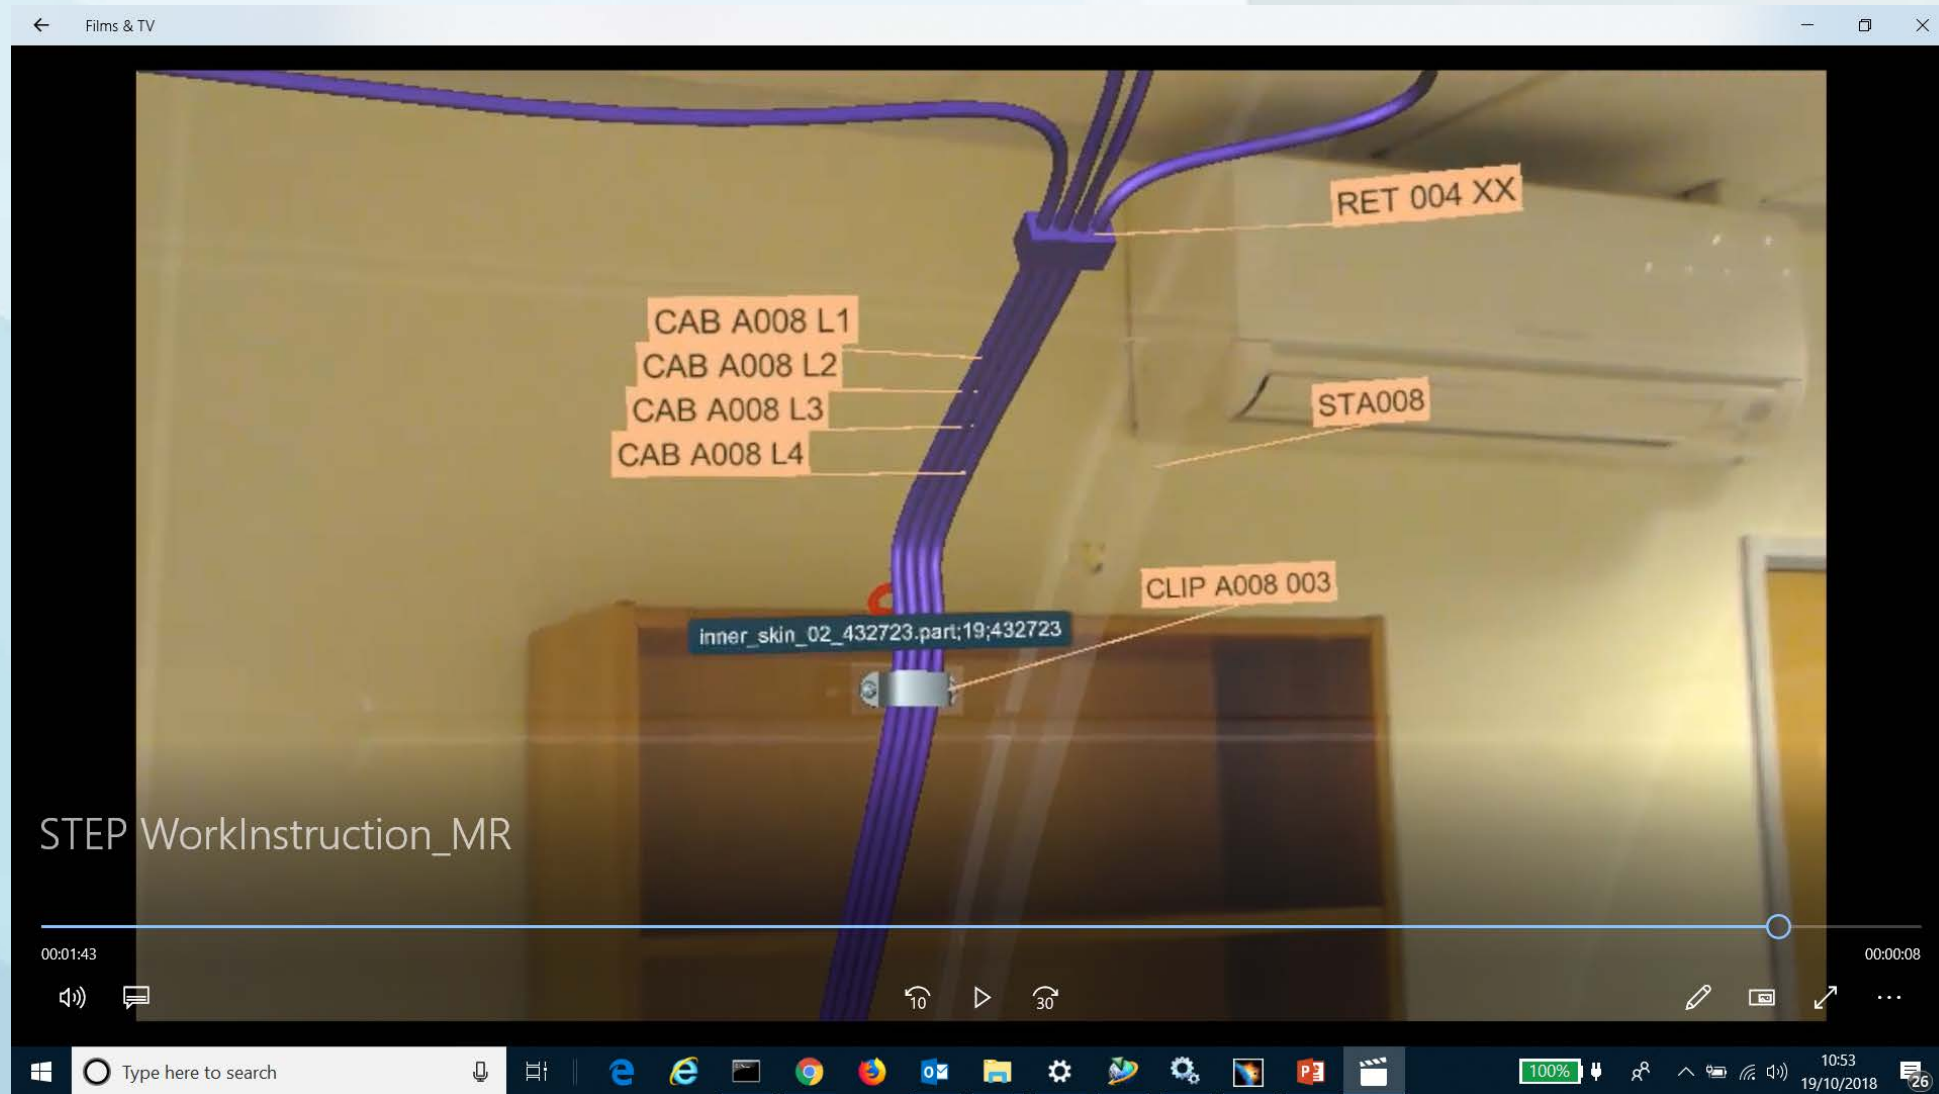 Films & TV
RET 004 XX
CAB A008 L1
CAB A008 L2
CAB A008 L3
CAB A008 L4
STA008
CLIP A008 003
inner_skin_02_432723.part;19;432723
STEP WorkInstruction_MR
00:01:43
00:00:08
10
30
Type here to search
100%
10:53
19/10/2018
26